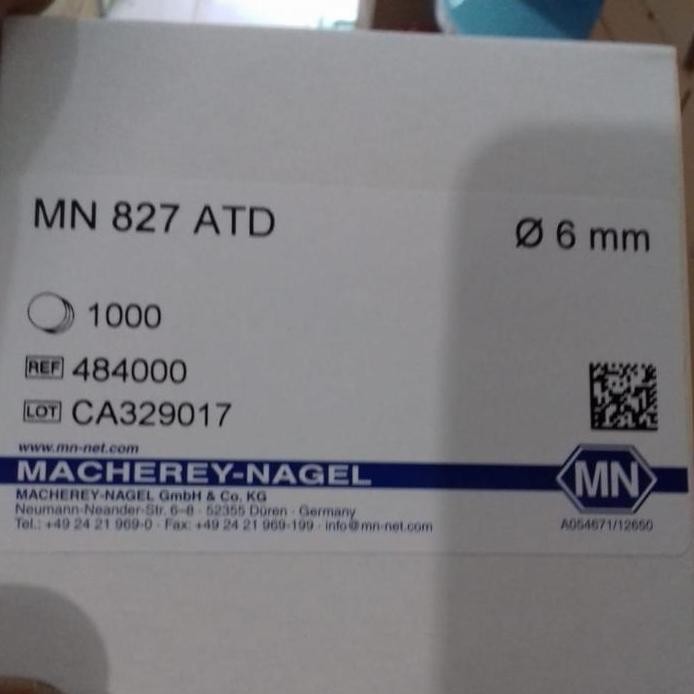 MN 827 ATD
Ø 6 mm
1000
REF 484000
LOT CA329017
www.mn-net.com
MACHEREY-NAGEL
MN
MACHEREY-NAGEL GmbH & Co. KG
Neumann-Neander-Str. 6–8 · 52355 Düren · Germany
Tel.: +49 24 21 969-0 · Fax: +49 24 21 969-199 · info@mn-net.com
A054671/12650